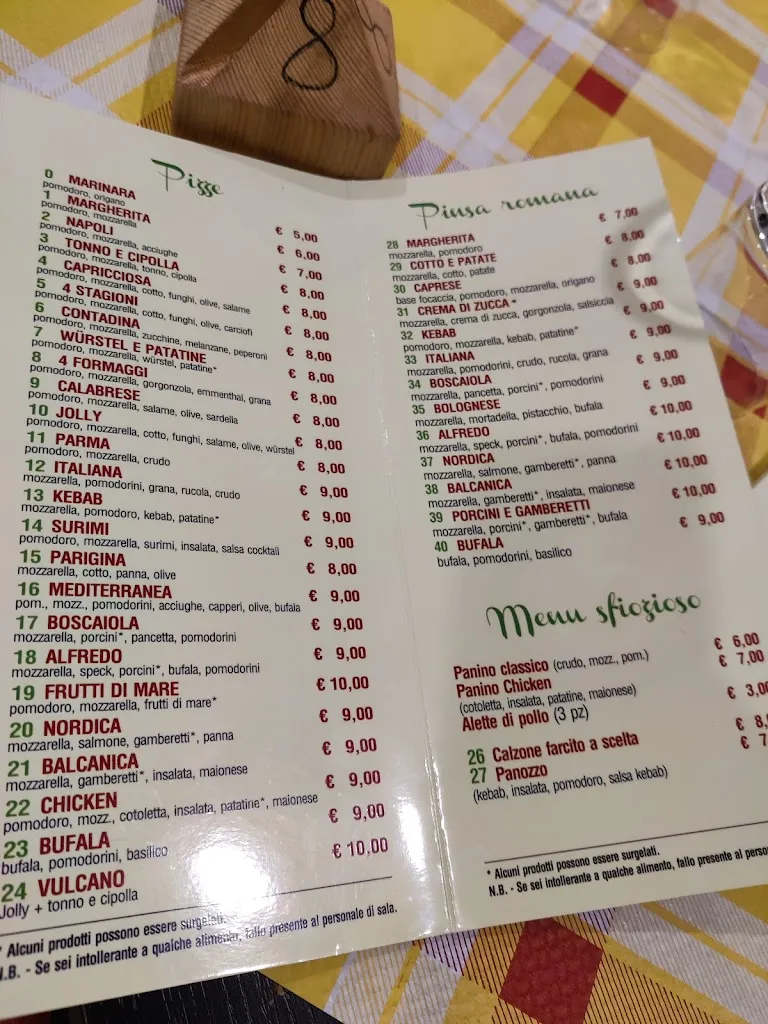 8
Pizze
0 MARINARA € 5,00
pomodoro, origano
1 MARGHERITA € 6,00
pomodoro, mozzarella
2 NAPOLI € 7,00
pomodoro, mozzarella, acciughe
3 TONNO E CIPOLLA € 8,00
pomodoro, mozzarella, tonno, cipolla
4 CAPRICCIOSA € 8,00
pomodoro, mozzarella, cotto, funghi, olive, salame
5 4 STAGIONI € 8,00
pomodoro, mozzarella, cotto, funghi, olive, carciofi
6 CONTADINA € 8,00
pomodoro, mozzarella, zucchine, melanzane, peperoni
7 WÜRSTEL E PATATINE € 8,00
pomodoro, mozzarella, würstel, patatine*
8 4 FORMAGGI € 8,00
pomodoro, mozzarella, gorgonzola, emmenthal, grana
9 CALABRESE € 8,00
pomodoro, mozzarella, salame, olive, sardella
10 JOLLY € 8,00
pomodoro, mozzarella, cotto, funghi, salame, olive, würstel
11 PARMA € 8,00
pomodoro, mozzarella, crudo
12 ITALIANA € 9,00
mozzarella, pomodorini, grana, rucola, crudo
13 KEBAB € 9,00
mozzarella, pomodoro, kebab, patatine*
14 SURIMI € 9,00
pomodoro, mozzarella, surimi, insalata, salsa cocktail
15 PARIGINA € 8,00
mozzarella, cotto, panna, olive
16 MEDITERRANEA € 9,00
pom., mozz., pomodorini, acciughe, capperi, olive, bufala
17 BOSCAIOLA € 9,00
mozzarella, porcini*, pancetta, pomodorini
18 ALFREDO € 9,00
mozzarella, speck, porcini*, bufala, pomodorini
19 FRUTTI DI MARE € 10,00
pomodoro, mozzarella, frutti di mare*
20 NORDICA € 9,00
mozzarella, salmone, gamberetti*, panna
21 BALCANICA € 9,00
mozzarella, gamberetti*, insalata, maionese
22 CHICKEN € 9,00
pomodoro, mozz., cotoletta, insalata, patatine*, maionese
23 BUFALA € 9,00
bufala, pomodorini, basilico
24 VULCANO € 10,00
Jolly + tonno e cipolla
* Alcuni prodotti possono essere surgelati.
N.B. - Se sei intollerante a qualche alimento, fallo presente al personale di sala.
Pinsa romana
28 MARGHERITA € 7,00
mozzarella, pomodoro
29 COTTO E PATATE € 8,00
mozzarella, cotto, patate
30 CAPRESE € 8,00
base focaccia, pomodoro, mozzarella, origano
31 CREMA DI ZUCCA * € 9,00
mozzarella, crema di zucca, gorgonzola, salsiccia
32 KEBAB € 9,00
pomodoro, mozzarella, kebab, patatine*
33 ITALIANA € 9,00
mozzarella, pomodorini, crudo, rucola, grana
34 BOSCAIOLA € 9,00
mozzarella, pancetta, porcini*, pomodorini
35 BOLOGNESE € 9,00
mozzarella, mortadella, pistacchio, bufala
36 ALFREDO € 10,00
mozzarella, speck, porcini*, bufala, pomodorini
37 NORDICA € 10,00
mozzarella, salmone, gamberetti*, panna
38 BALCANICA € 10,00
mozzarella, gamberetti*, insalata, maionese
39 PORCINI E GAMBERETTI € 10,00
mozzarella, porcini*, gamberetti*, bufala
40 BUFALA € 9,00
bufala, pomodorini, basilico
Menu sfiozioso
Panino classico (crudo, mozz., pom.) € 6,00
Panino Chicken € 7,00
(cotoletta, insalata, patatine, maionese)
Alette di pollo (3 pz) € 3,0
26 Calzone farcito a scelta € 8,
27 Panozzo € 7
(kebab, insalata, pomodoro, salsa kebab)
* Alcuni prodotti possono essere surgelati.
N.B. - Se sei intollerante a qualche alimento, fallo presente al perso